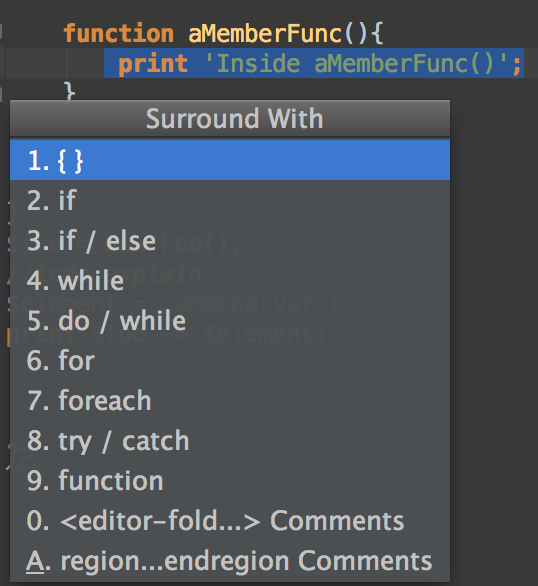 function aMemberFunc(){
print 'Inside aMemberFunc()';
}
Surround With
1. { }
2. if
3. if / else
4. while
5. do / while
6. for
7. foreach
8. try / catch
9. function
0. <editor-fold...> Comments
A. region...endregion Comments